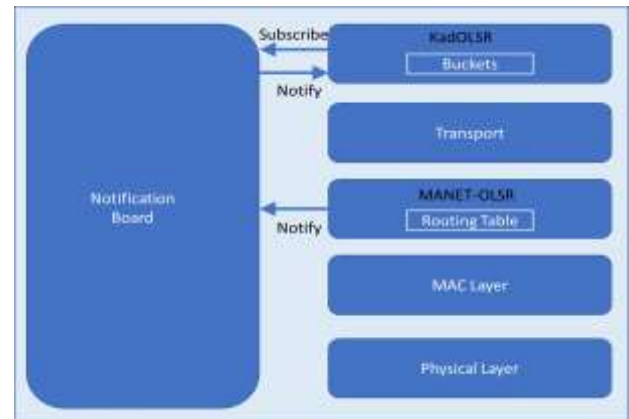 Subscribe
KadOLSR
Buckets
Notify
Transport
Notification
Board
MANET-OLSR
Routing Table
Notify
MAC Layer
Physical Layer